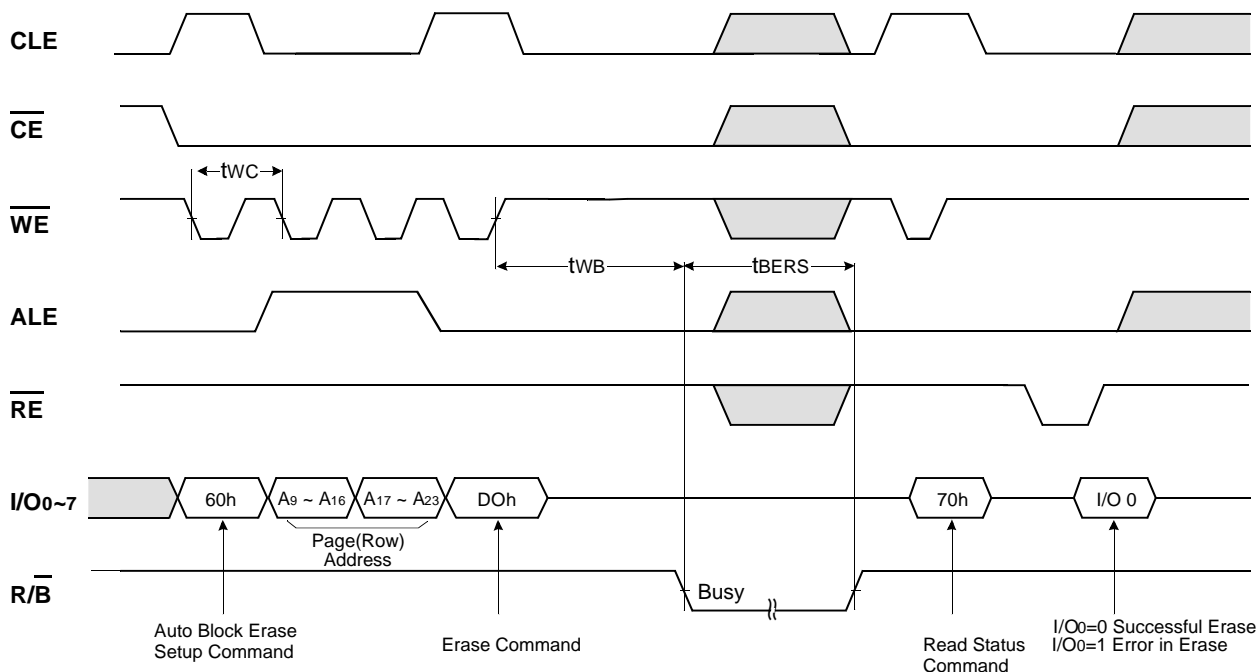 CLE
CE
tWC
WE
tWB
tBERS
ALE
RE
I/O0~7
60h
A9 ~ A16
A17 ~ A23
DOh
70h
I/O 0
Page(Row)
Address
R/B
Busy
Auto Block Erase
Setup Command
Erase Command
Read Status
Command
I/O0=0 Successful Erase
I/O0=1 Error in Erase